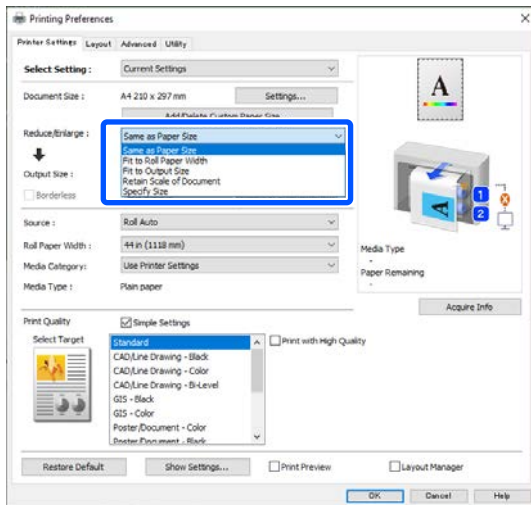 Printing Preferences
Printer Settings Layout Advanced Utility
Select Setting : Current Settings
Document Size : A4 210 x 297 mm Settings...
Add/Delete Custom Paper Size...
Reduce/Enlarge : Same as Paper Size
Same as Paper Size
Fit to Roll Paper Width
Fit to Output Size
Retain Scale of Document
Specify Size
Output Size :
Borderless
Source : Roll Auto
Roll Paper Width : 44 in (1118 mm)
Media Category: Use Printer Settings
Media Type : Plain paper
A
A
1
2
Media Type
-
Paper Remaining
-
Acquire Info
Print Quality Simple Settings
Select Target
Standard
CAD/Line Drawing - Black
CAD/Line Drawing - Color
CAD/Line Drawing - Bi-Level
GIS - Black
GIS - Color
Poster/Document - Color
Poster/Document - Black
Print with High Quality
Restore Default Show Settings... Print Preview Layout Manager
OK Cancel Help